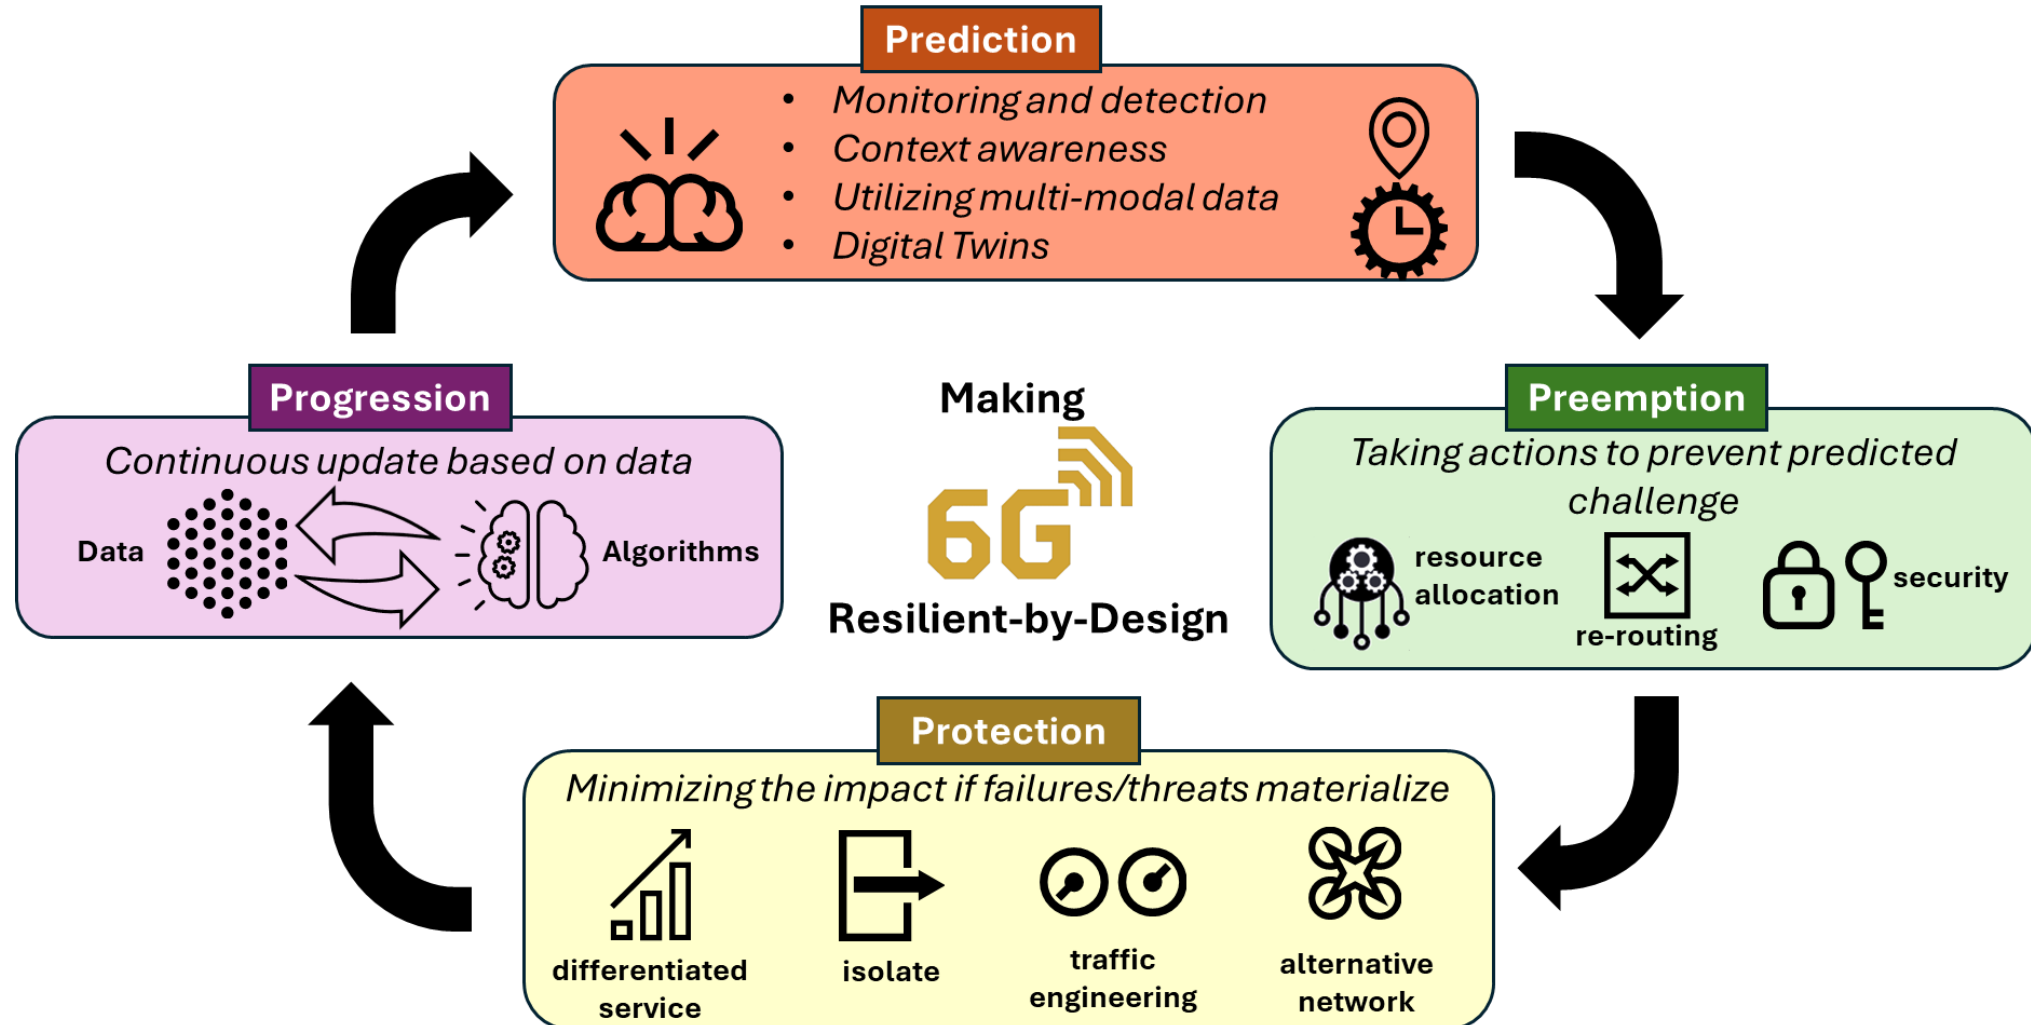 Prediction
• Monitoring and detection
• Context awareness
• Utilizing multi-modal data
• Digital Twins
Progression
Continuous update based on data
Data
Algorithms
Making
6G
Resilient-by-Design
Preemption
Taking actions to prevent predicted
challenge
resource
allocation
re-routing
security
Protection
Minimizing the impact if failures/threats materialize
differentiated
service
isolate
traffic
engineering
alternative
network